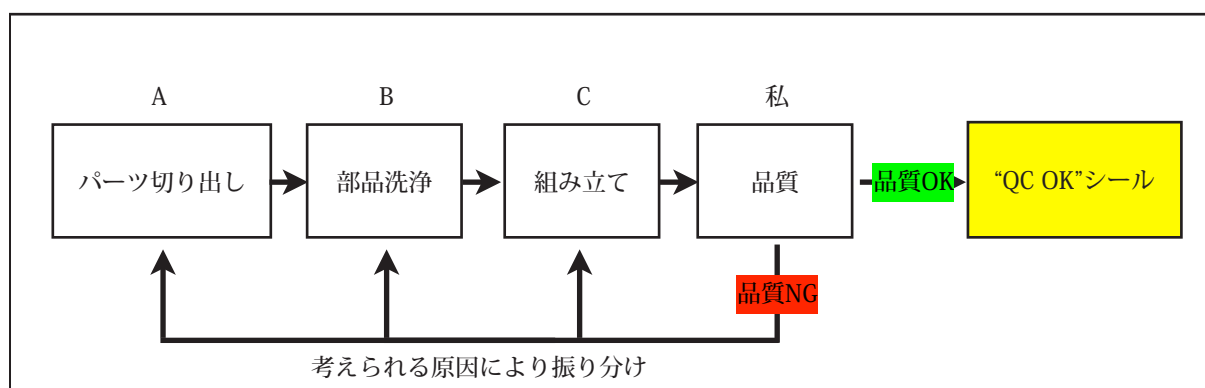 A
B
C
私
パーツ切り出し
部品洗浄
組み立て
品質
品質OK
“QC OK”シール
品質NG
考えられる原因により振り分け